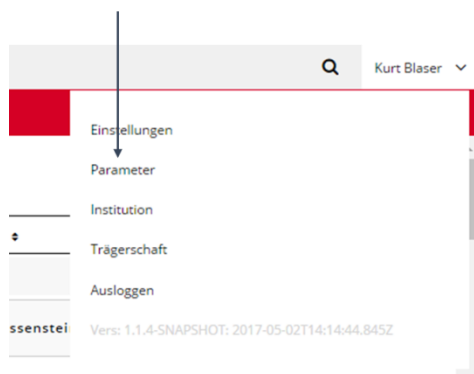 Kurt Blaser
Einstellungen
Parameter
Institution
Trägerschaft
Ausloggen
ssenstei
Vers: 1.1.4-SNAPSHOT: 2017-05-02T14:14:44.845Z